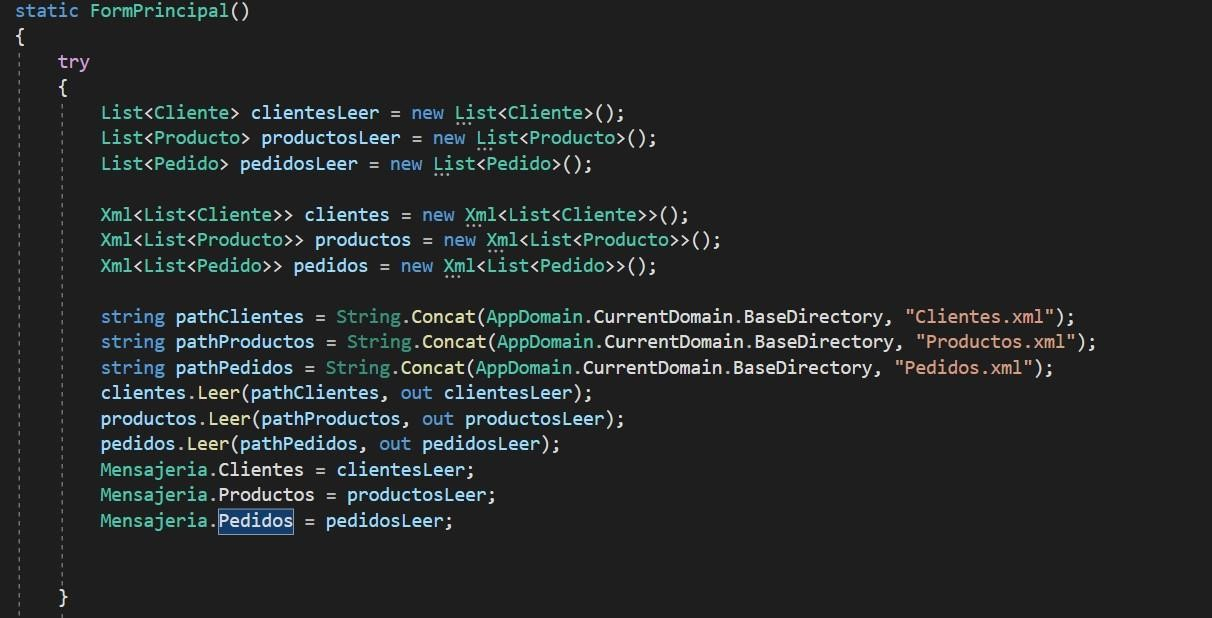 static FormPrincipal()
{
try
{
List<Cliente> clientesLeer = new List<Cliente>();
List<Producto> productosLeer = new List<Producto>();
List<Pedido> pedidosLeer = new List<Pedido>();
Xml<List<Cliente>> clientes = new Xml<List<Cliente>>();
Xml<List<Producto>> productos = new Xml<List<Producto>>();
Xml<List<Pedido>> pedidos = new Xml<List<Pedido>>();
string pathClientes = String.Concat(AppDomain.CurrentDomain.BaseDirectory, "Clientes.xml");
string pathProductos = String.Concat(AppDomain.CurrentDomain.BaseDirectory, "Productos.xml");
string pathPedidos = String.Concat(AppDomain.CurrentDomain.BaseDirectory, "Pedidos.xml");
clientes.Leer(pathClientes, out clientesLeer);
productos.Leer(pathProductos, out productosLeer);
pedidos.Leer(pathPedidos, out pedidosLeer);
Mensajeria.Clientes = clientesLeer;
Mensajeria.Productos = productosLeer;
Mensajeria.Pedidos = pedidosLeer;
}